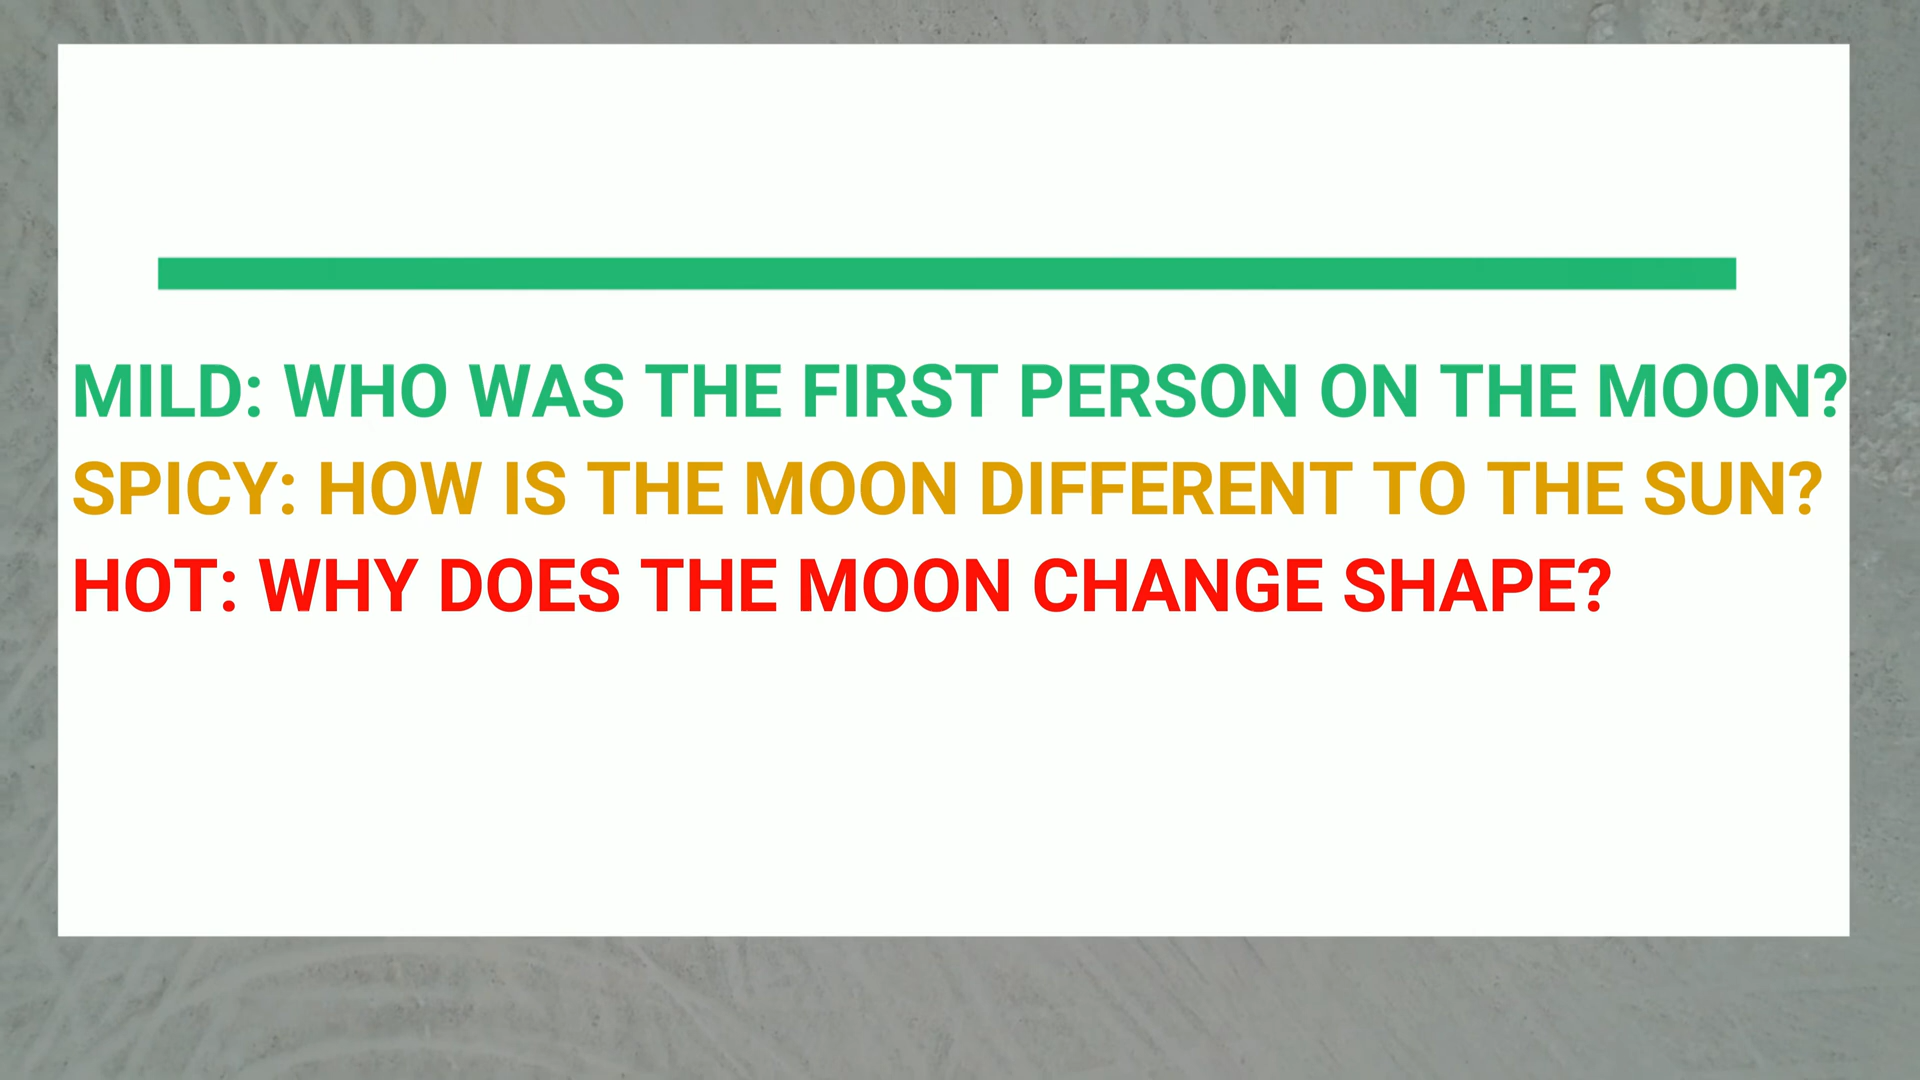 MILD: WHO WAS THE FIRST PERSON ON THE MOON?
SPICY: HOW IS THE MOON DIFFERENT TO THE SUN?
HOT: WHY DOES THE MOON CHANGE SHAPE?